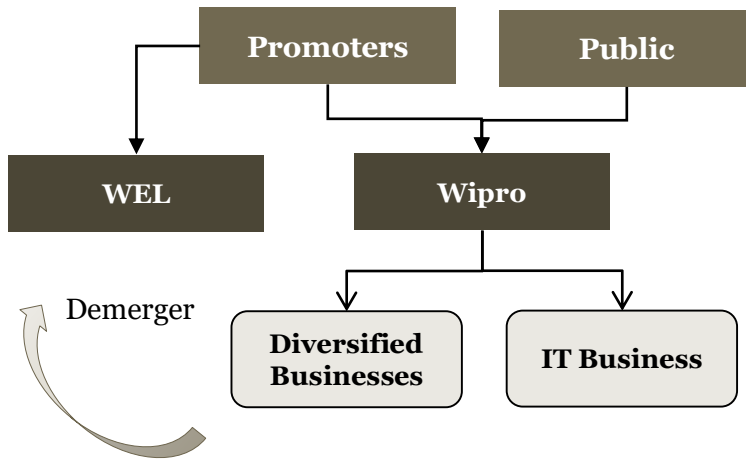 Promoters
Public
WEL
Wipro
Demerger
Diversified
Businesses
IT Business